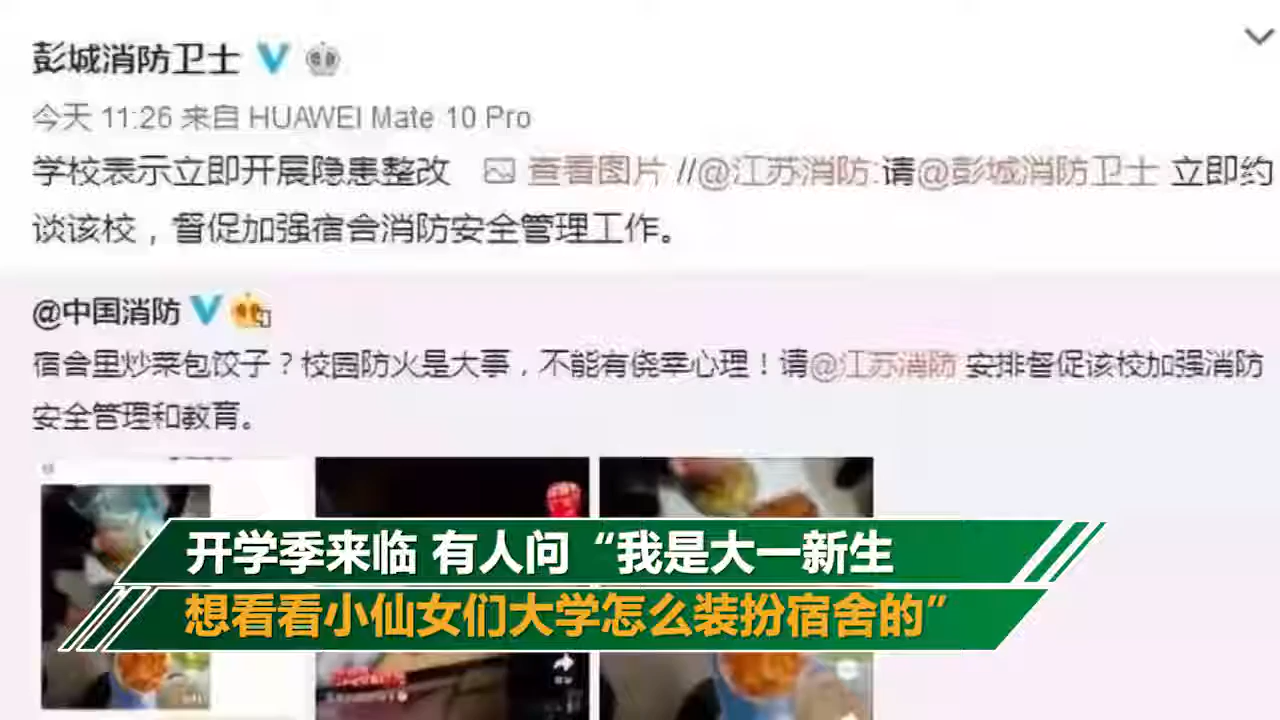 彭城消防卫士
今天 11:26 来自 HUAWEI Mate 10 Pro
学校表示立即开展隐患整改 查看图片 //@江苏消防:请@彭城消防卫士 立即约
谈该校，督促加强宿舍消防安全管理工作。
@中国消防
宿舍里炒菜包饺子？校园防火是大事，不能有侥幸心理！请@江苏消防 安排督促该校加强消防
安全管理和教育。
开学季来临 有人问“我是大一新生
想看看小仙女们大学怎么装扮宿舍的”